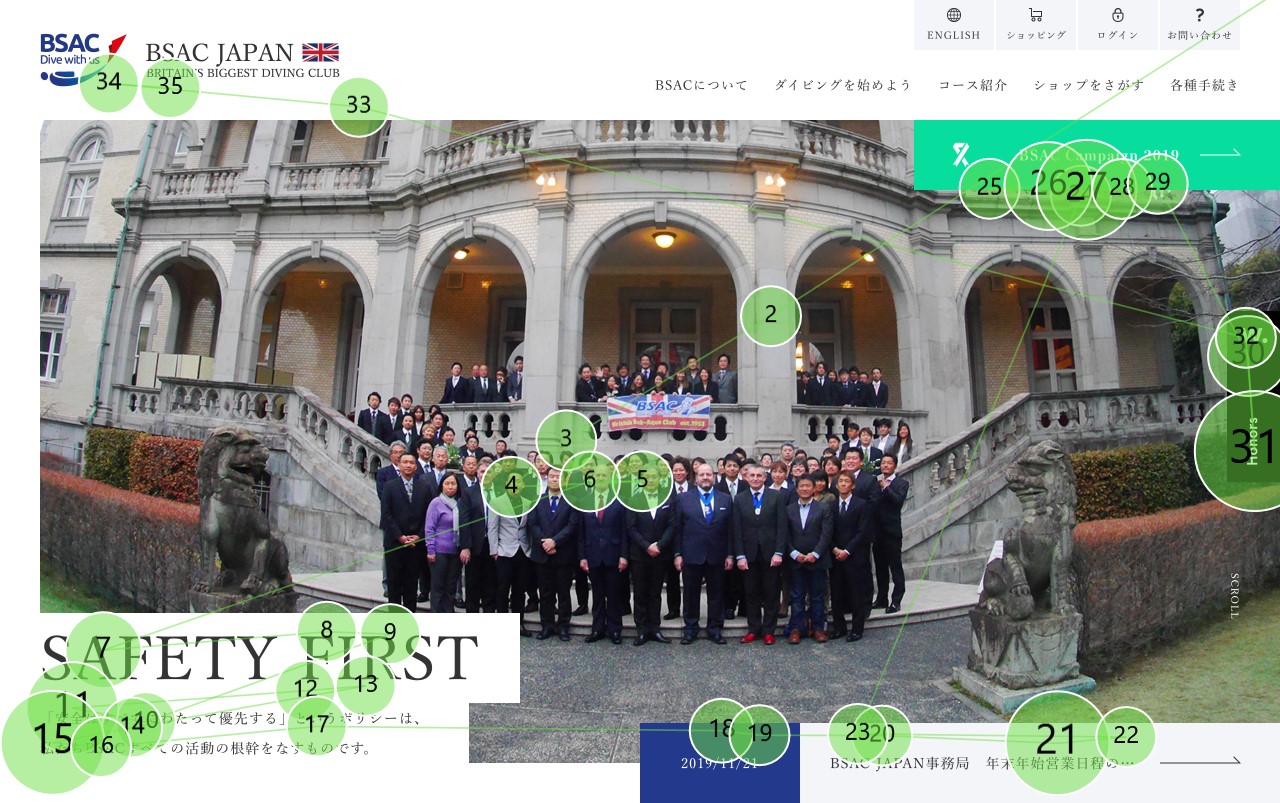 BSAC
Dive with us
BSAC JAPAN
BRITAIN'S BIGGEST DIVING CLUB
ENGLISH
ショッピング
ログイン
お問い合わせ
BSACについて
ダイビングを始めよう
コース紹介
ショップをさがす
各種手続き
BSAC Campaign 2019
BSAC
British Sub-Aqua Club est.1953
Honors
SCROLL
SAFETY FIRST
わたって優先する」
ポリシーは、
すべての活動の根幹をなすものです。
2019/11/21
BSAC JAPAN事務局 年末年始営業日程の…
2
3
4
5
6
7
8
9
10
11
12
13
14
15
16
17
18
19
20
21
22
23
25
26
27
28
29
30
31
32
33
34
35